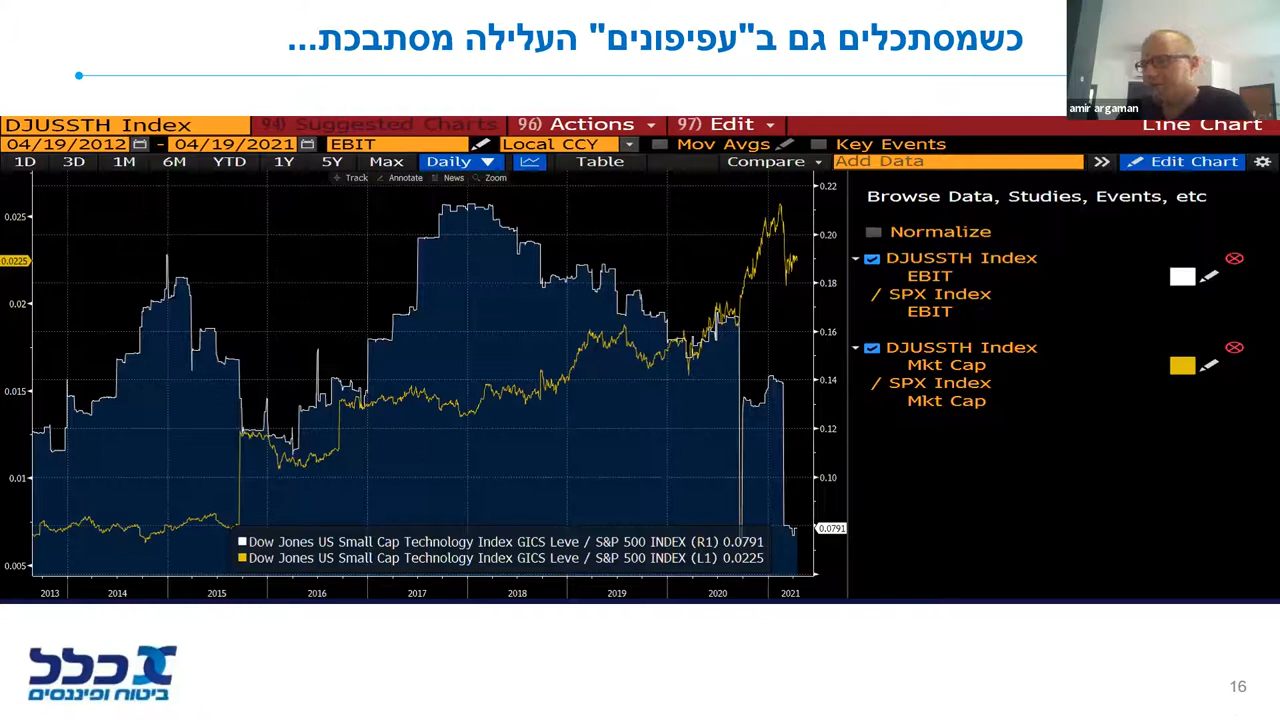 כשמסתכלים גם ב"עפיפונים" העלילה מסתבכת...
amir argaman
DJUSSTH Index
94) Suggested Charts
96) Actions
97) Edit
Line Chart
04/19/2012 - 04/19/2021
EBIT
Local CCY
Mov Avgs
Key Events
1D 3D 1M 6M YTD 1Y 5Y Max Daily ▼
Table
Compare
Add Data
>>
Edit Chart
Track Annotate News Zoom
Browse Data, Studies, Events, etc
Normalize
DJUSSTH Index
EBIT
/ SPX Index
EBIT
DJUSSTH Index
Mkt Cap
/ SPX Index
Mkt Cap
0.025
0.0225
0.02
0.015
0.01
0.005
0.22
0.20
0.18
0.16
0.14
0.12
0.10
0.0791
Dow Jones US Small Cap Technology Index GICS Leve / S&P 500 INDEX (R1) 0.0791
Dow Jones US Small Cap Technology Index GICS Leve / S&P 500 INDEX (L1) 0.0225
2013 2014 2015 2016 2017 2018 2019 2020 2021
כלל
ביטוח ופיננסים
16